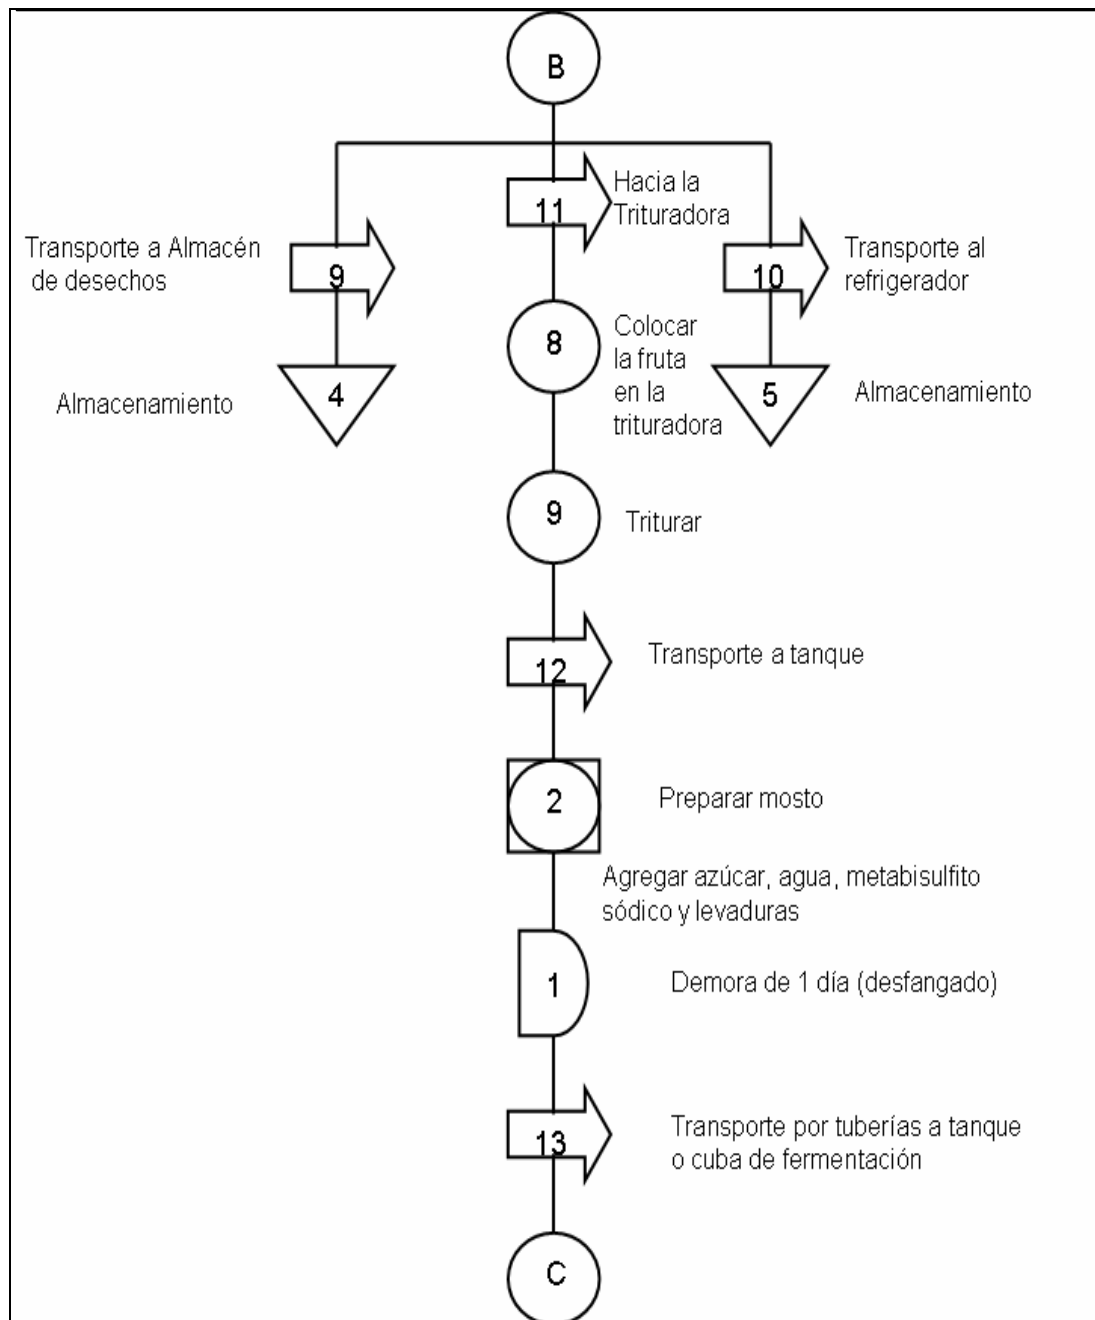 B
11
Hacia la
Trituradora
Transporte a Almacén
de desechos
9
10
Transporte al
refrigerador
8
Colocar
la fruta
en la
trituradora
Almacenamiento
4
5
Almacenamiento
9
Triturar
12
Transporte a tanque
2
Preparar mosto
Agregar azúcar, agua, metabisulfito
sódico y levaduras
1
Demora de 1 día (desfangado)
13
Transporte por tuberías a tanque
o cuba de fermentación
C